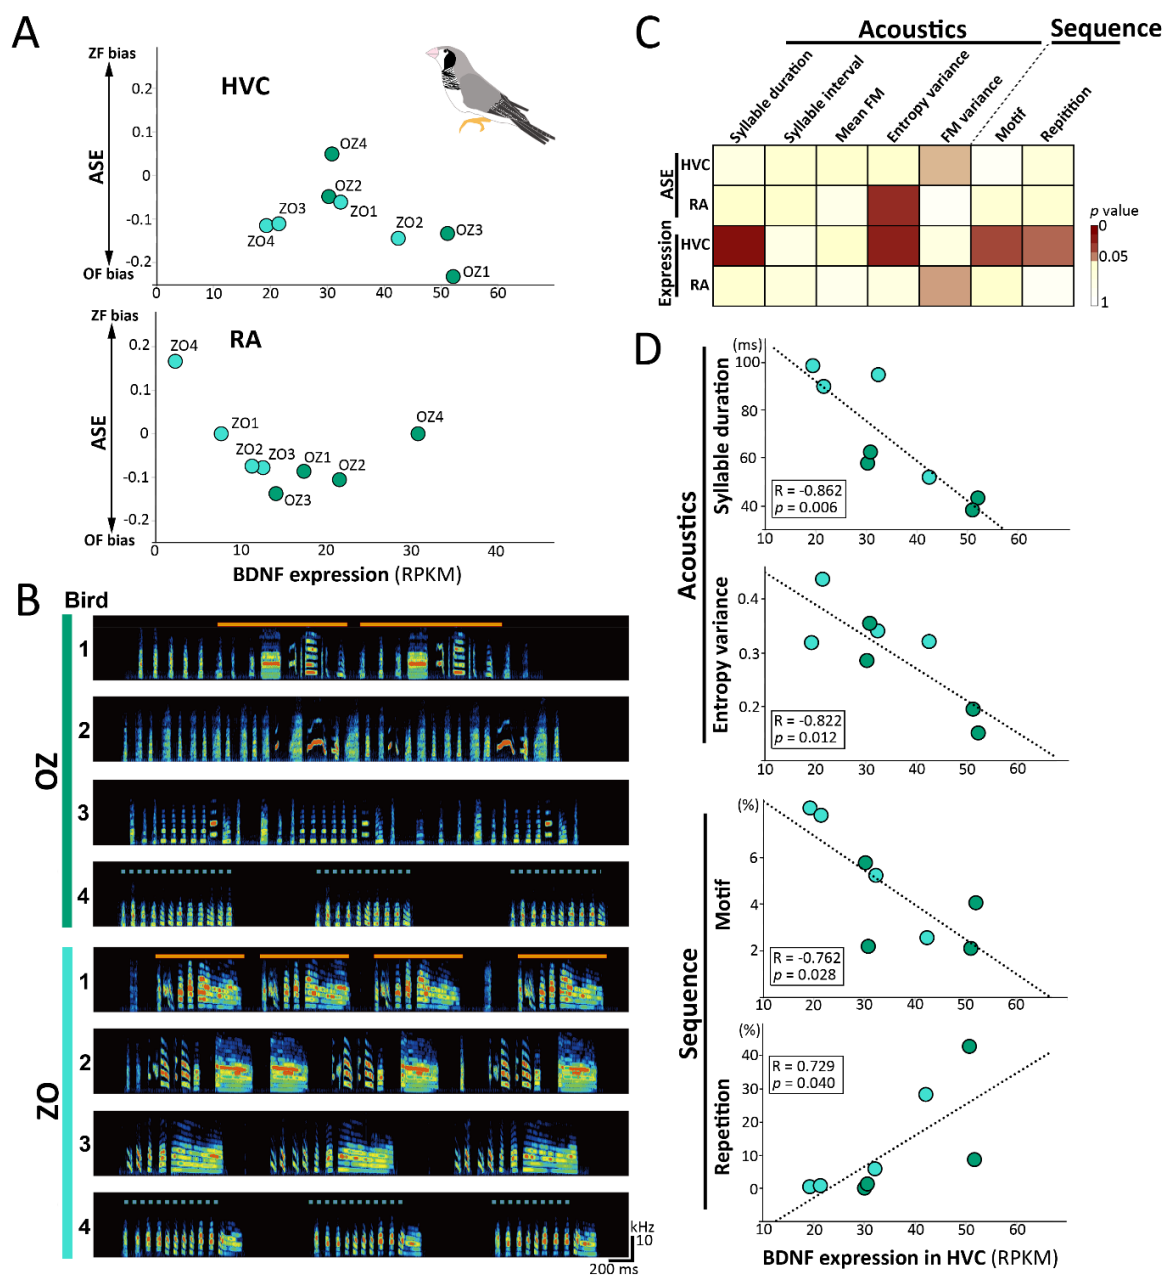 A
ZF bias
HVC
0.2
0.1
0
-0.1
-0.2
ASE
OF bias
OZ4
OZ2
ZO1
ZO3
ZO4
ZO2
OZ3
OZ1
0 10 20 30 40 50 60
ZF bias
RA
0.2
0.1
0
-0.1
-0.2
ASE
OF bias
ZO4
ZO1
OZ4
ZO2 ZO3 OZ1
OZ2
OZ3
0 10 20 30 40
BDNF expression (RPKM)
B
Bird
OZ
1
2
3
4
ZO
1
2
3
4
kHz
10
200 ms
C
Acoustics Sequence
Syllable duration
Syllable interval
Mean FM
Entropy variance
FM variance
Motif
Repitition
ASE
HVC
RA
Expression
HVC
RA
p value
0
0.05
1
D
Acoustics
Syllable duration
(ms)
100
80
60
40
R = -0.862
p = 0.006
10 20 30 40 50 60
Entropy variance
0.4
0.3
0.2
R = -0.822
p = 0.012
10 20 30 40 50 60
Sequence
Motif
(%)
6
4
2
R = -0.762
p = 0.028
10 20 30 40 50 60
Repetition
(%)
40
30
20
10
0
R = 0.729
p = 0.040
10 20 30 40 50 60
BDNF expression in HVC (RPKM)